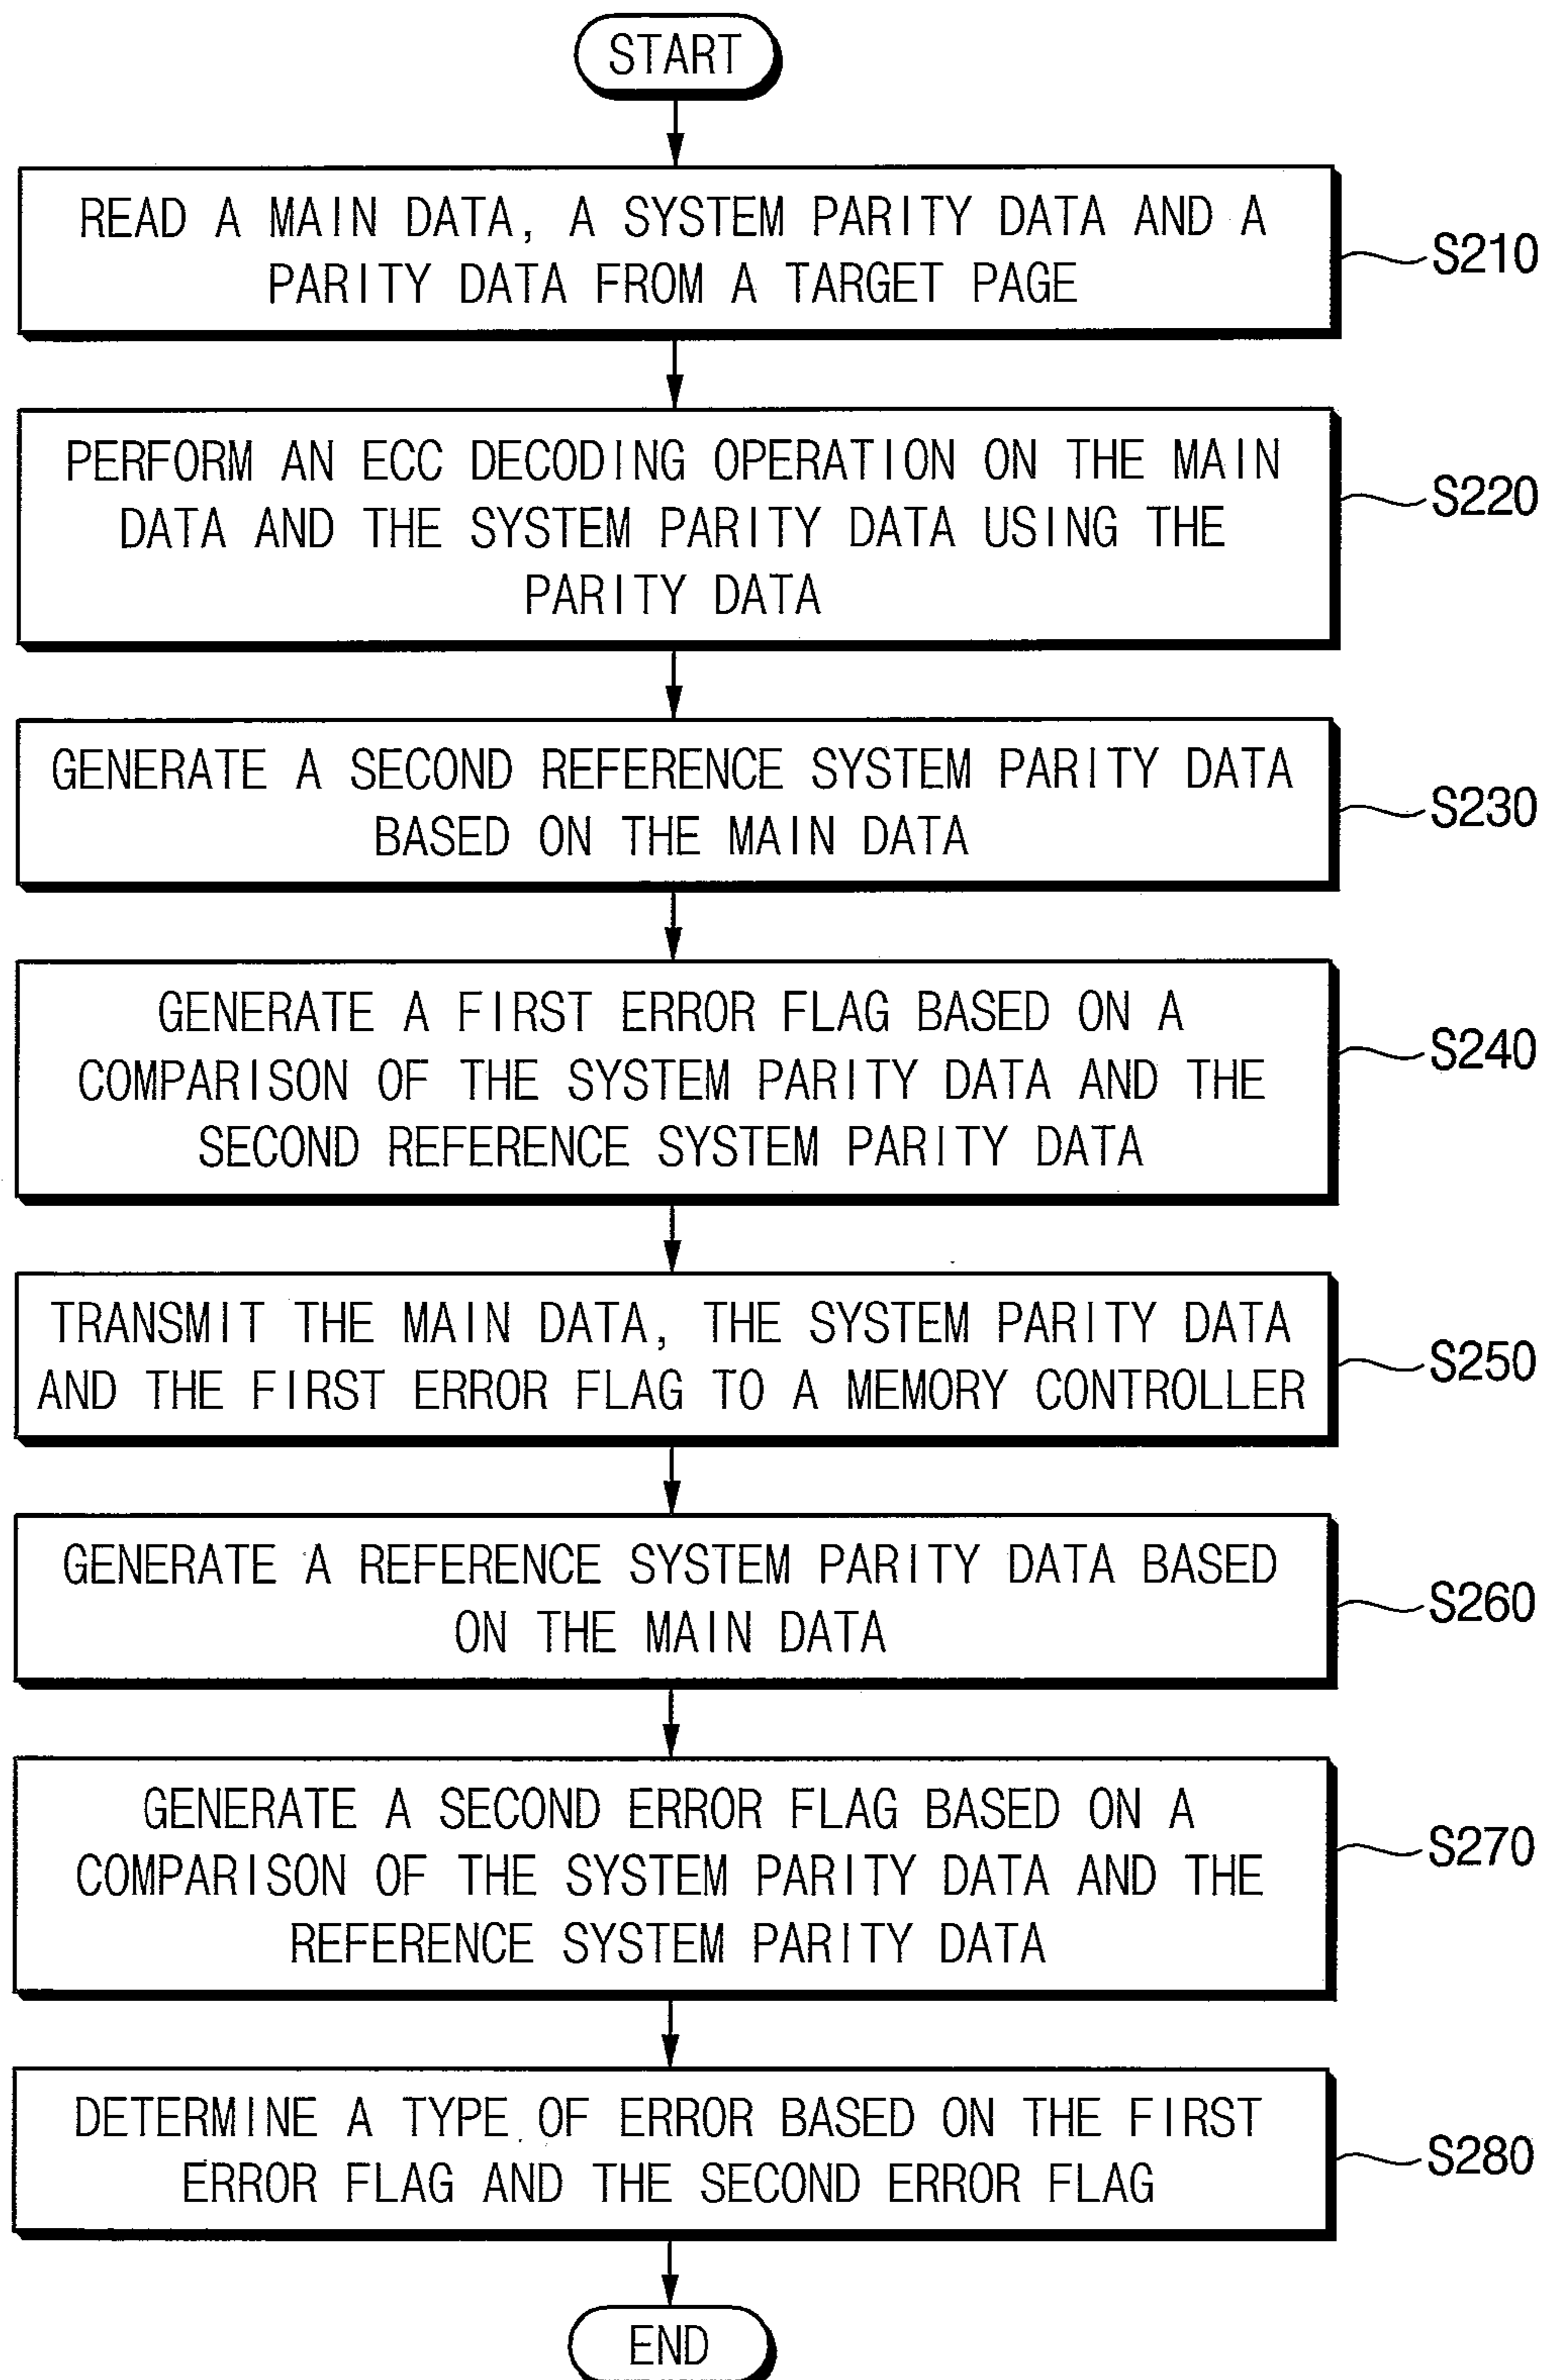 START
READ A MAIN DATA, A SYSTEM PARITY DATA AND A
PARITY DATA FROM A TARGET PAGE
S210
PERFORM AN ECC DECODING OPERATION ON THE MAIN
DATA AND THE SYSTEM PARITY DATA USING THE
PARITY DATA
S220
GENERATE A SECOND REFERENCE SYSTEM PARITY DATA
BASED ON THE MAIN DATA
S230
GENERATE A FIRST ERROR FLAG BASED ON A
COMPARISON OF THE SYSTEM PARITY DATA AND THE
SECOND REFERENCE SYSTEM PARITY DATA
S240
TRANSMIT THE MAIN DATA, THE SYSTEM PARITY DATA
AND THE FIRST ERROR FLAG TO A MEMORY CONTROLLER
S250
GENERATE A REFERENCE SYSTEM PARITY DATA BASED
ON THE MAIN DATA
S260
GENERATE A SECOND ERROR FLAG BASED ON A
COMPARISON OF THE SYSTEM PARITY DATA AND THE
REFERENCE SYSTEM PARITY DATA
S270
DETERMINE A TYPE OF ERROR BASED ON THE FIRST
ERROR FLAG AND THE SECOND ERROR FLAG
S280
END